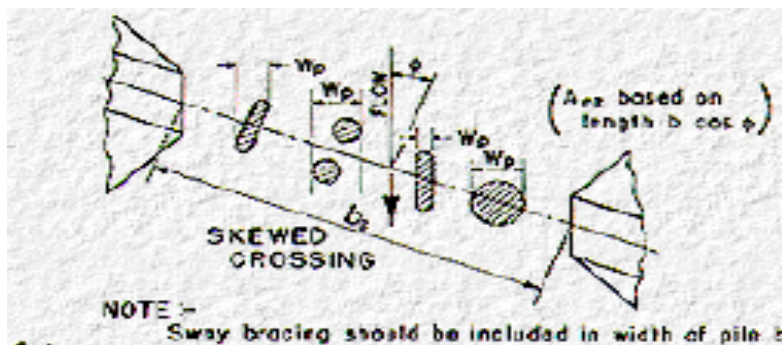 Wp
Wp
FLOW
ɸ
Wp
Wp
based on
length b cos ɸ
b
SKEWED
CROSSING
NOTE :-
Sway bracing should be included in width of pile